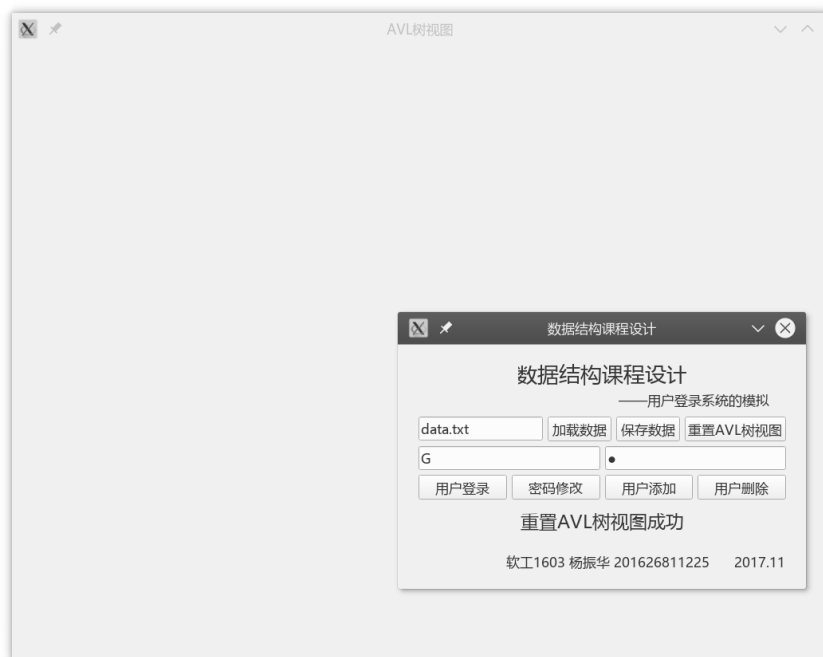 AVL树视图
数据结构课程设计
数据结构课程设计
——用户登录系统的模拟
data.txt 加载数据 保存数据 重置AVL树视图
G ●
用户登录 密码修改 用户添加 用户删除
重置AVL树视图成功
软工1603 杨振华 201626811225 2017.11